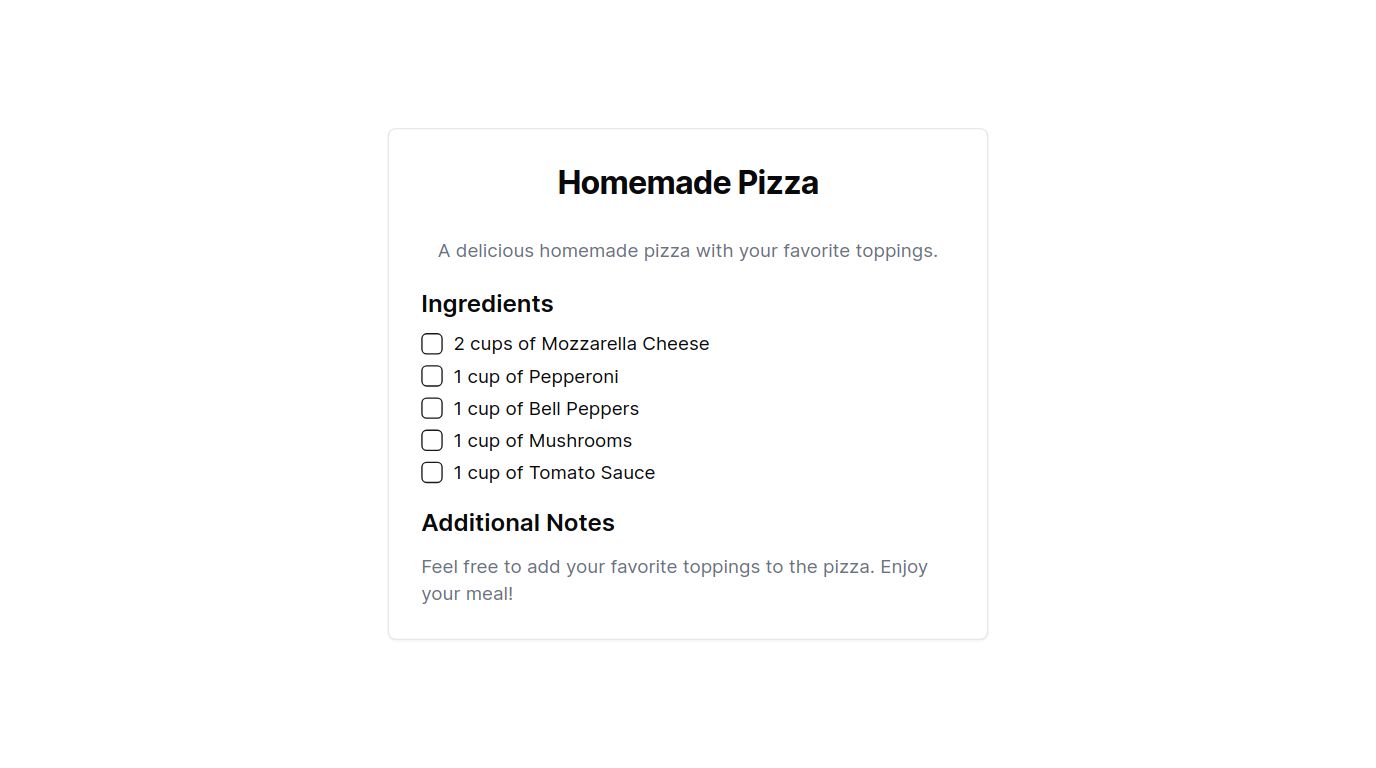 Homemade Pizza
A delicious homemade pizza with your favorite toppings.
Ingredients
2 cups of Mozzarella Cheese
1 cup of Pepperoni
1 cup of Bell Peppers
1 cup of Mushrooms
1 cup of Tomato Sauce
Additional Notes
Feel free to add your favorite toppings to the pizza. Enjoy
your meal!